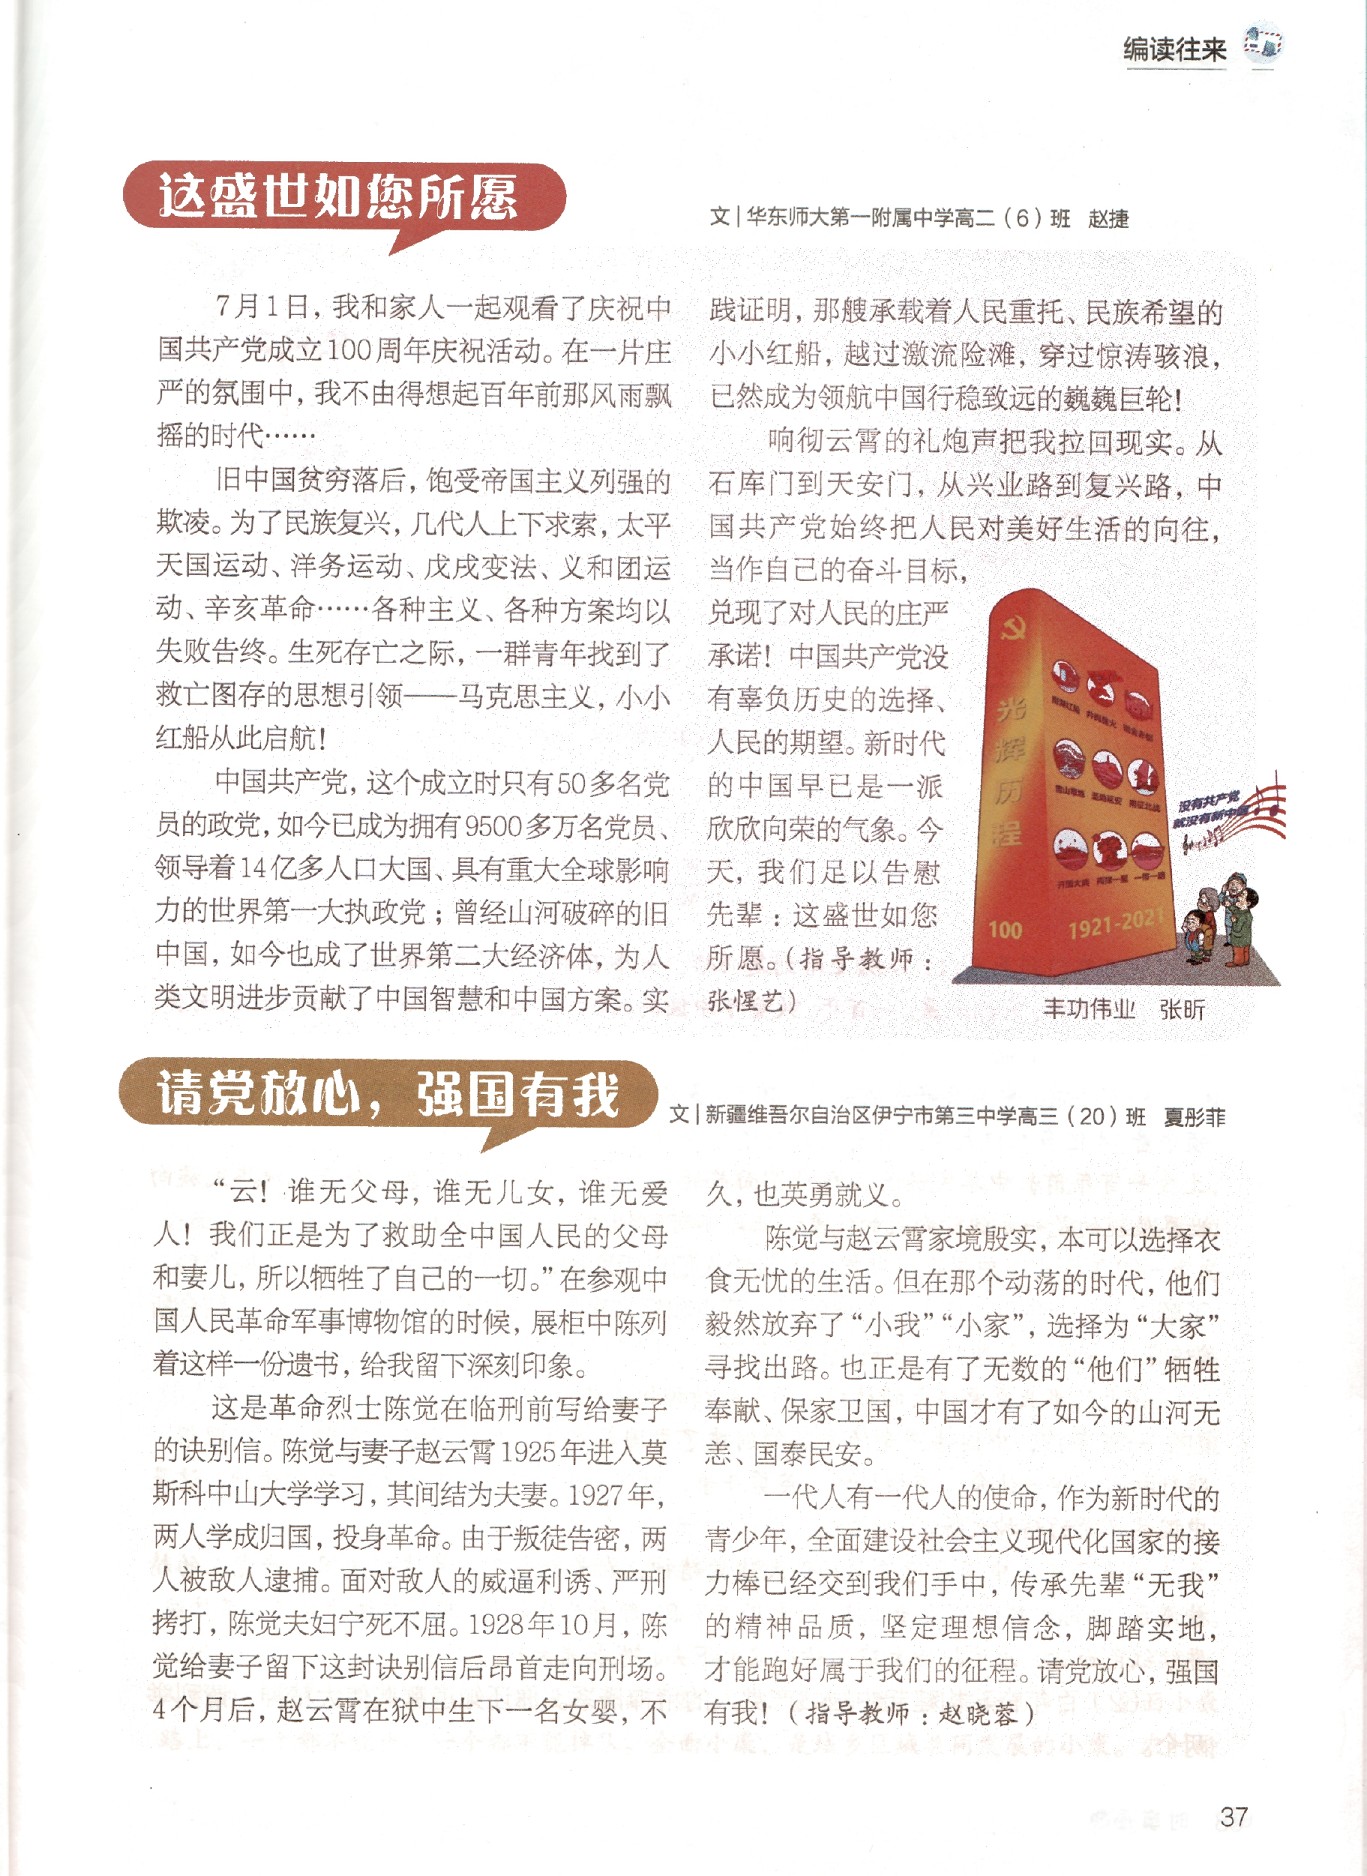 编读往来
这盛世如您所愿
文 | 华东师大第一附属中学高二（6）班 赵捷
7月1日，我和家人一起观看了庆祝中
国共产党成立100周年庆祝活动。在一片庄
严的氛围中，我不由得想起百年前那风雨飘
摇的时代……
旧中国贫穷落后，饱受帝国主义列强的
欺凌。为了民族复兴，几代人上下求索，太平
天国运动、洋务运动、戊戌变法、义和团运
动、辛亥革命……各种主义、各种方案均以
失败告终。生死存亡之际，一群青年找到了
救亡图存的思想引领——马克思主义，小小
红船从此启航！
中国共产党，这个成立时只有50多名党
员的政党，如今已成为拥有9500多万名党员、
领导着14亿多人口大国、具有重大全球影响
力的世界第一大执政党；曾经山河破碎的旧
中国，如今也成了世界第二大经济体，为人
类文明进步贡献了中国智慧和中国方案。实
践证明，那艘承载着人民重托、民族希望的
小小红船，越过激流险滩，穿过惊涛骇浪，
已然成为领航中国行稳致远的巍巍巨轮！
响彻云霄的礼炮声把我拉回现实。从
石库门到天安门，从兴业路到复兴路，中
国共产党始终把人民对美好生活的向往，
当作自己的奋斗目标，
兑现了对人民的庄严
承诺！中国共产党没
有辜负历史的选择、
人民的期望。新时代
的中国早已是一派
欣欣向荣的气象。今
天，我们足以告慰
先辈：这盛世如您
所愿。（指导教师：
张惺艺）
光辉历程
100
1921-2021
没有共产党
就没有新中国
丰功伟业 张昕
请党放心，强国有我
文 | 新疆维吾尔自治区伊宁市第三中学高三（20）班 夏彤菲
“云！谁无父母，谁无儿女，谁无爱
人！我们正是为了救助全中国人民的父母
和妻儿，所以牺牲了自己的一切。”在参观中
国人民革命军事博物馆的时候，展柜中陈列
着这样一份遗书，给我留下深刻印象。
这是革命烈士陈觉在临刑前写给妻子
的诀别信。陈觉与妻子赵云霄1925年进入莫
斯科中山大学学习，其间结为夫妻。1927年，
两人学成归国，投身革命。由于叛徒告密，两
人被敌人逮捕。面对敌人的威逼利诱、严刑
拷打，陈觉夫妇宁死不屈。1928年10月，陈
觉给妻子留下这封诀别信后昂首走向刑场。
4个月后，赵云霄在狱中生下一名女婴，不
久，也英勇就义。
陈觉与赵云霄家境殷实，本可以选择衣
食无忧的生活。但在那个动荡的时代，他们
毅然放弃了“小我”“小家”，选择为“大家”
寻找出路。也正是有了无数的“他们”牺牲
奉献、保家卫国，中国才有了如今的山河无
恙、国泰民安。
一代人有一代人的使命，作为新时代的
青少年，全面建设社会主义现代化国家的接
力棒已经交到我们手中，传承先辈“无我”
的精神品质，坚定理想信念，脚踏实地，
才能跑好属于我们的征程。请党放心，强国
有我！（指导教师：赵晓蓉）
37